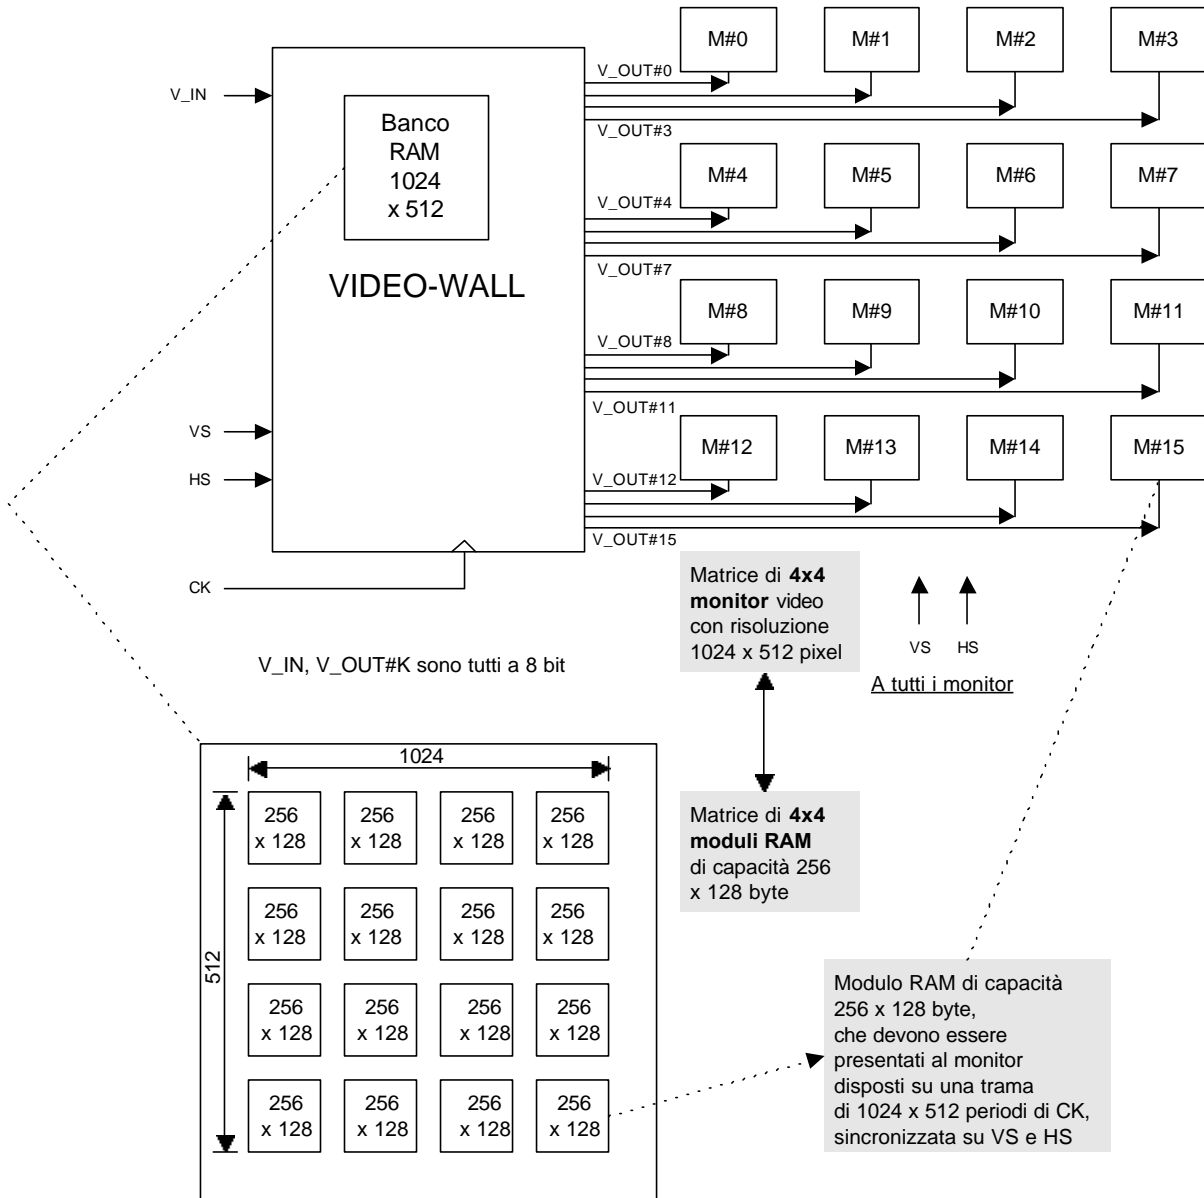 M#0
M#1
M#2
M#3
V_OUT#0
V_IN
Banco
RAM
1024
x 512
V_OUT#3
M#4
M#5
M#6
M#7
V_OUT#4
V_OUT#7
VIDEO-WALL
M#8
M#9
M#10
M#11
V_OUT#8
V_OUT#11
VS
HS
M#12
M#13
M#14
M#15
V_OUT#12
V_OUT#15
CK
Matrice di 4x4
monitor video
con risoluzione
1024 x 512 pixel
VS
HS
A tutti i monitor
V_IN, V_OUT#K sono tutti a 8 bit
1024
512
256
x 128
256
x 128
256
x 128
256
x 128
256
x 128
256
x 128
256
x 128
256
x 128
256
x 128
256
x 128
256
x 128
256
x 128
256
x 128
256
x 128
256
x 128
256
x 128
Matrice di 4x4
moduli RAM
di capacità 256
x 128 byte
Modulo RAM di capacità
256 x 128 byte,
che devono essere
presentati al monitor
disposti su una trama
di 1024 x 512 periodi di CK,
sincronizzata su VS e HS